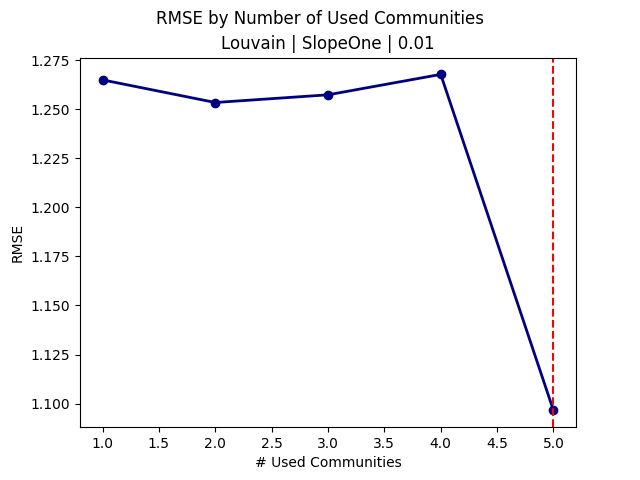 RMSE by Number of Used Communities
Louvain | SlopeOne | 0.01
1.275
1.250
1.225
1.200
1.175
1.150
1.125
1.100
RMSE
1.0 1.5 2.0 2.5 3.0 3.5 4.0 4.5 5.0
# Used Communities